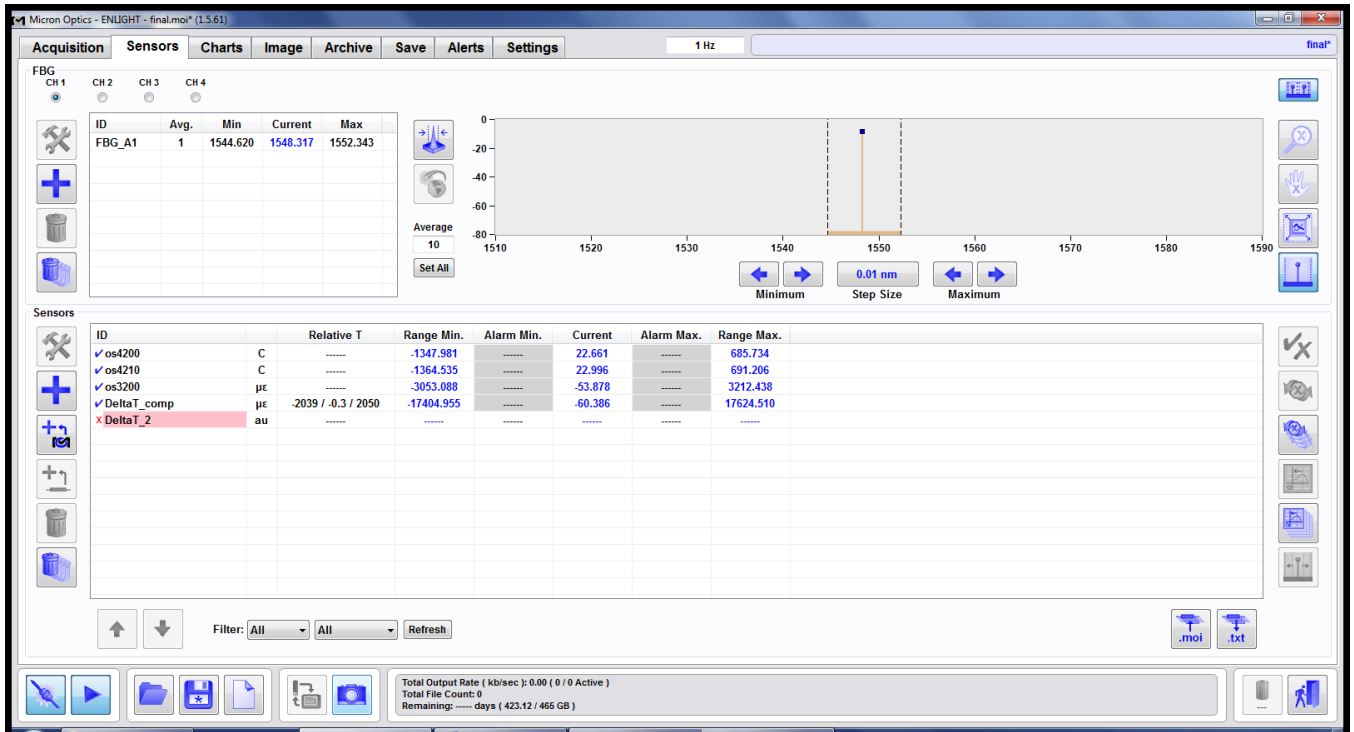 Micron Optics - ENLIGHT - final.moi* (1.5.61)
Acquisition Sensors Charts Image Archive Save Alerts Settings 1 Hz final*
FBG
CH 1 CH 2 CH 3 CH 4
ID Avg. Min Current Max
FBG_A1 1 1544.620 1548.317 1552.343
0
-20
-40
-60
-80
1510 1520 1530 1540 1550 1560 1570 1580 1590
Average
10
Set All
0.01 nm
Minimum Step Size Maximum
Sensors
ID Relative T Range Min. Alarm Min. Current Alarm Max. Range Max.
os4200 C ------ -1347.981 ------ 22.661 ------ 685.734
os4210 C ------ -1364.535 ------ 22.996 ------ 691.206
os3200 µε ------ -3053.088 ------ -53.878 ------ 3212.438
DeltaT_comp µε -2039 / -0.3 / 2050 -17404.955 ------ -60.386 ------ 17624.510
X DeltaT_2 au ------ ------ ------ ------ ------ ------
Filter: All All Refresh
.moi .txt
Total Output Rate ( kb/sec ): 0.00 ( 0 / 0 Active )
Total File Count: 0
Remaining: ----- days ( 423.12 / 465 GB )